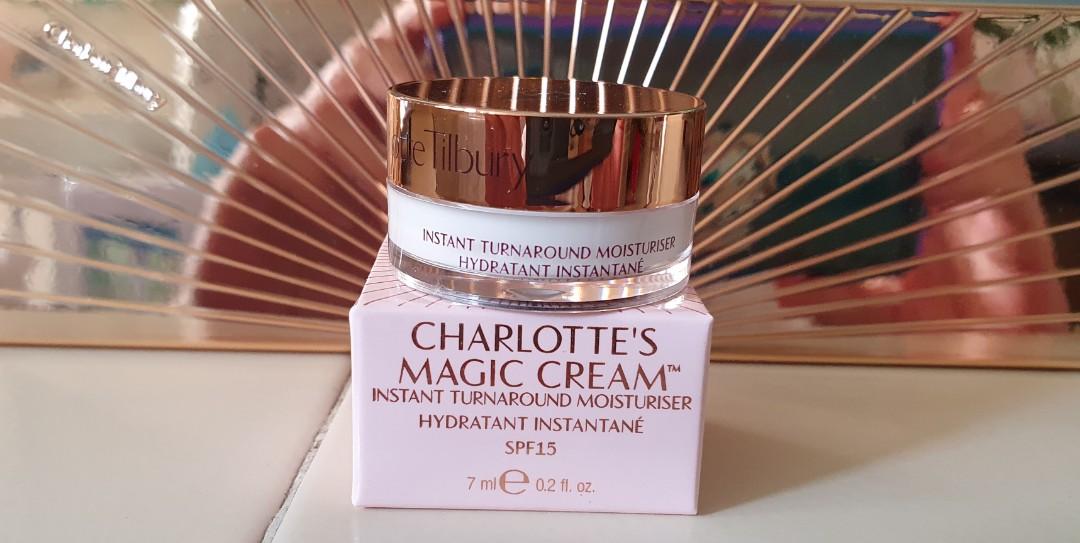 de Tilbury
INSTANT TURNAROUND MOISTURISER
HYDRATANT INSTANTANÉ
CHARLOTTE'S
MAGIC CREAM™
INSTANT TURNAROUND MOISTURISER
HYDRATANT INSTANTANÉ
SPF15
7 ml ℮ 0.2 fl. oz.